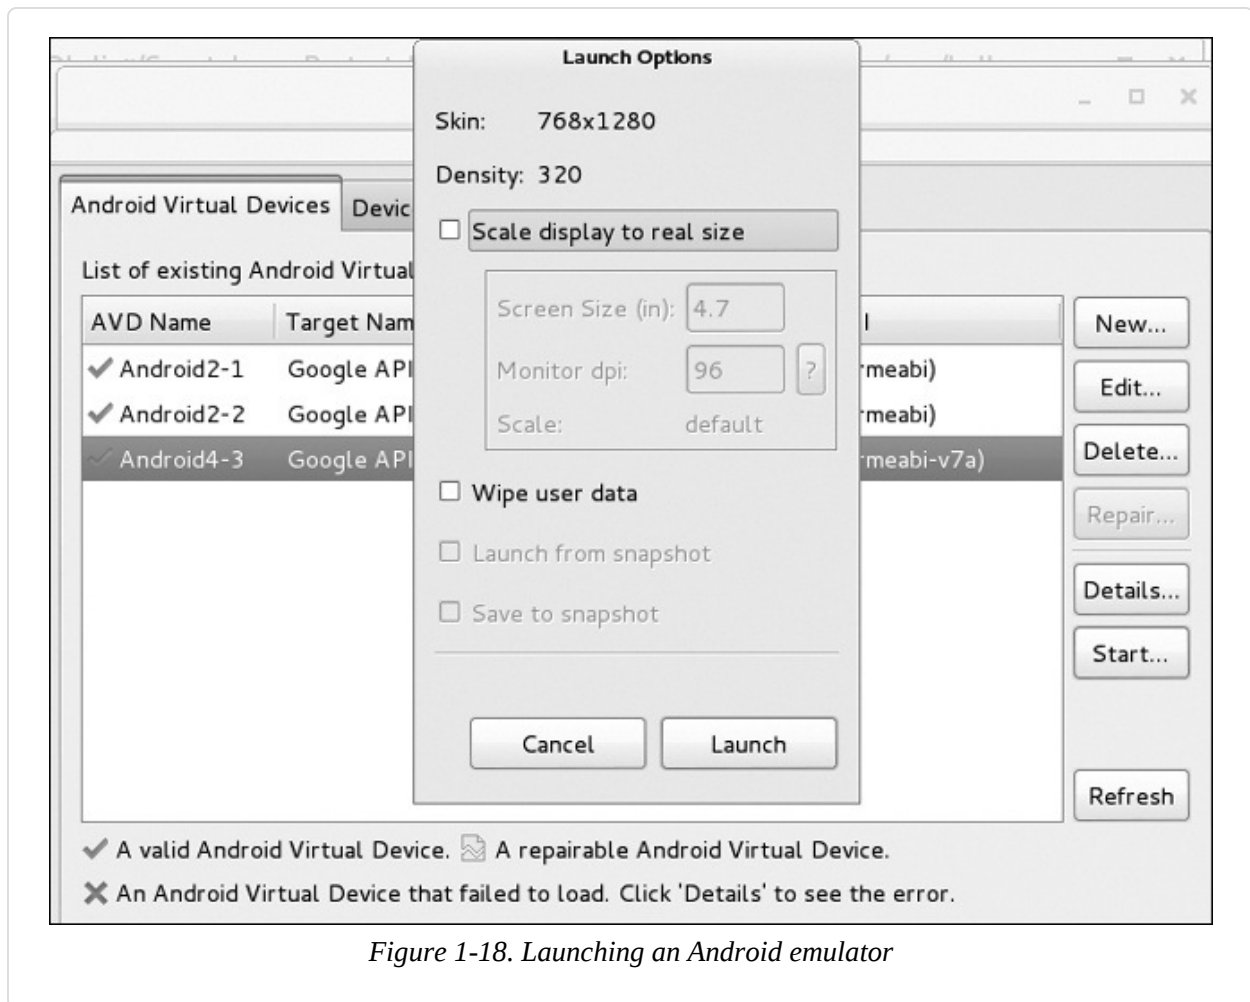 Launch Options
Skin: 768x1280
Density: 320
Android Virtual Devices Devic
Scale display to real size
List of existing Android Virtual
Screen Size (in): 4.7
AVD Name Target Nam New...
Android2-1 Google API rmeabi)
Monitor dpi: 96 ?
Edit...
Android2-2 Google API rmeabi)
Scale: default
Android4-3 Google API rmeabi-v7a) Delete...
Wipe user data
Repair...
Launch from snapshot
Details...
Save to snapshot
Start...
Cancel Launch
Refresh
A valid Android Virtual Device. A repairable Android Virtual Device.
An Android Virtual Device that failed to load. Click 'Details' to see the error.
Figure 1-18. Launching an Android emulator